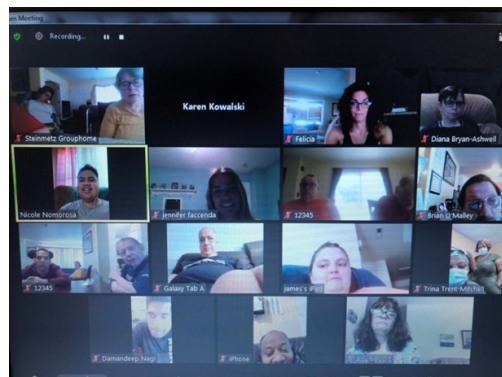 m Meeting
Recording...
Steinmetz Grouphome
Karen Kowalski
Felicia
Diana Bryan-Ashwell
Nicole Nomorosa
jennifer faccenda
12345
Brian O'Malley
12345
Galaxy Tab A
james's iPad
Trina Trent-Mitchell
Damandeep Nagi
iPhone